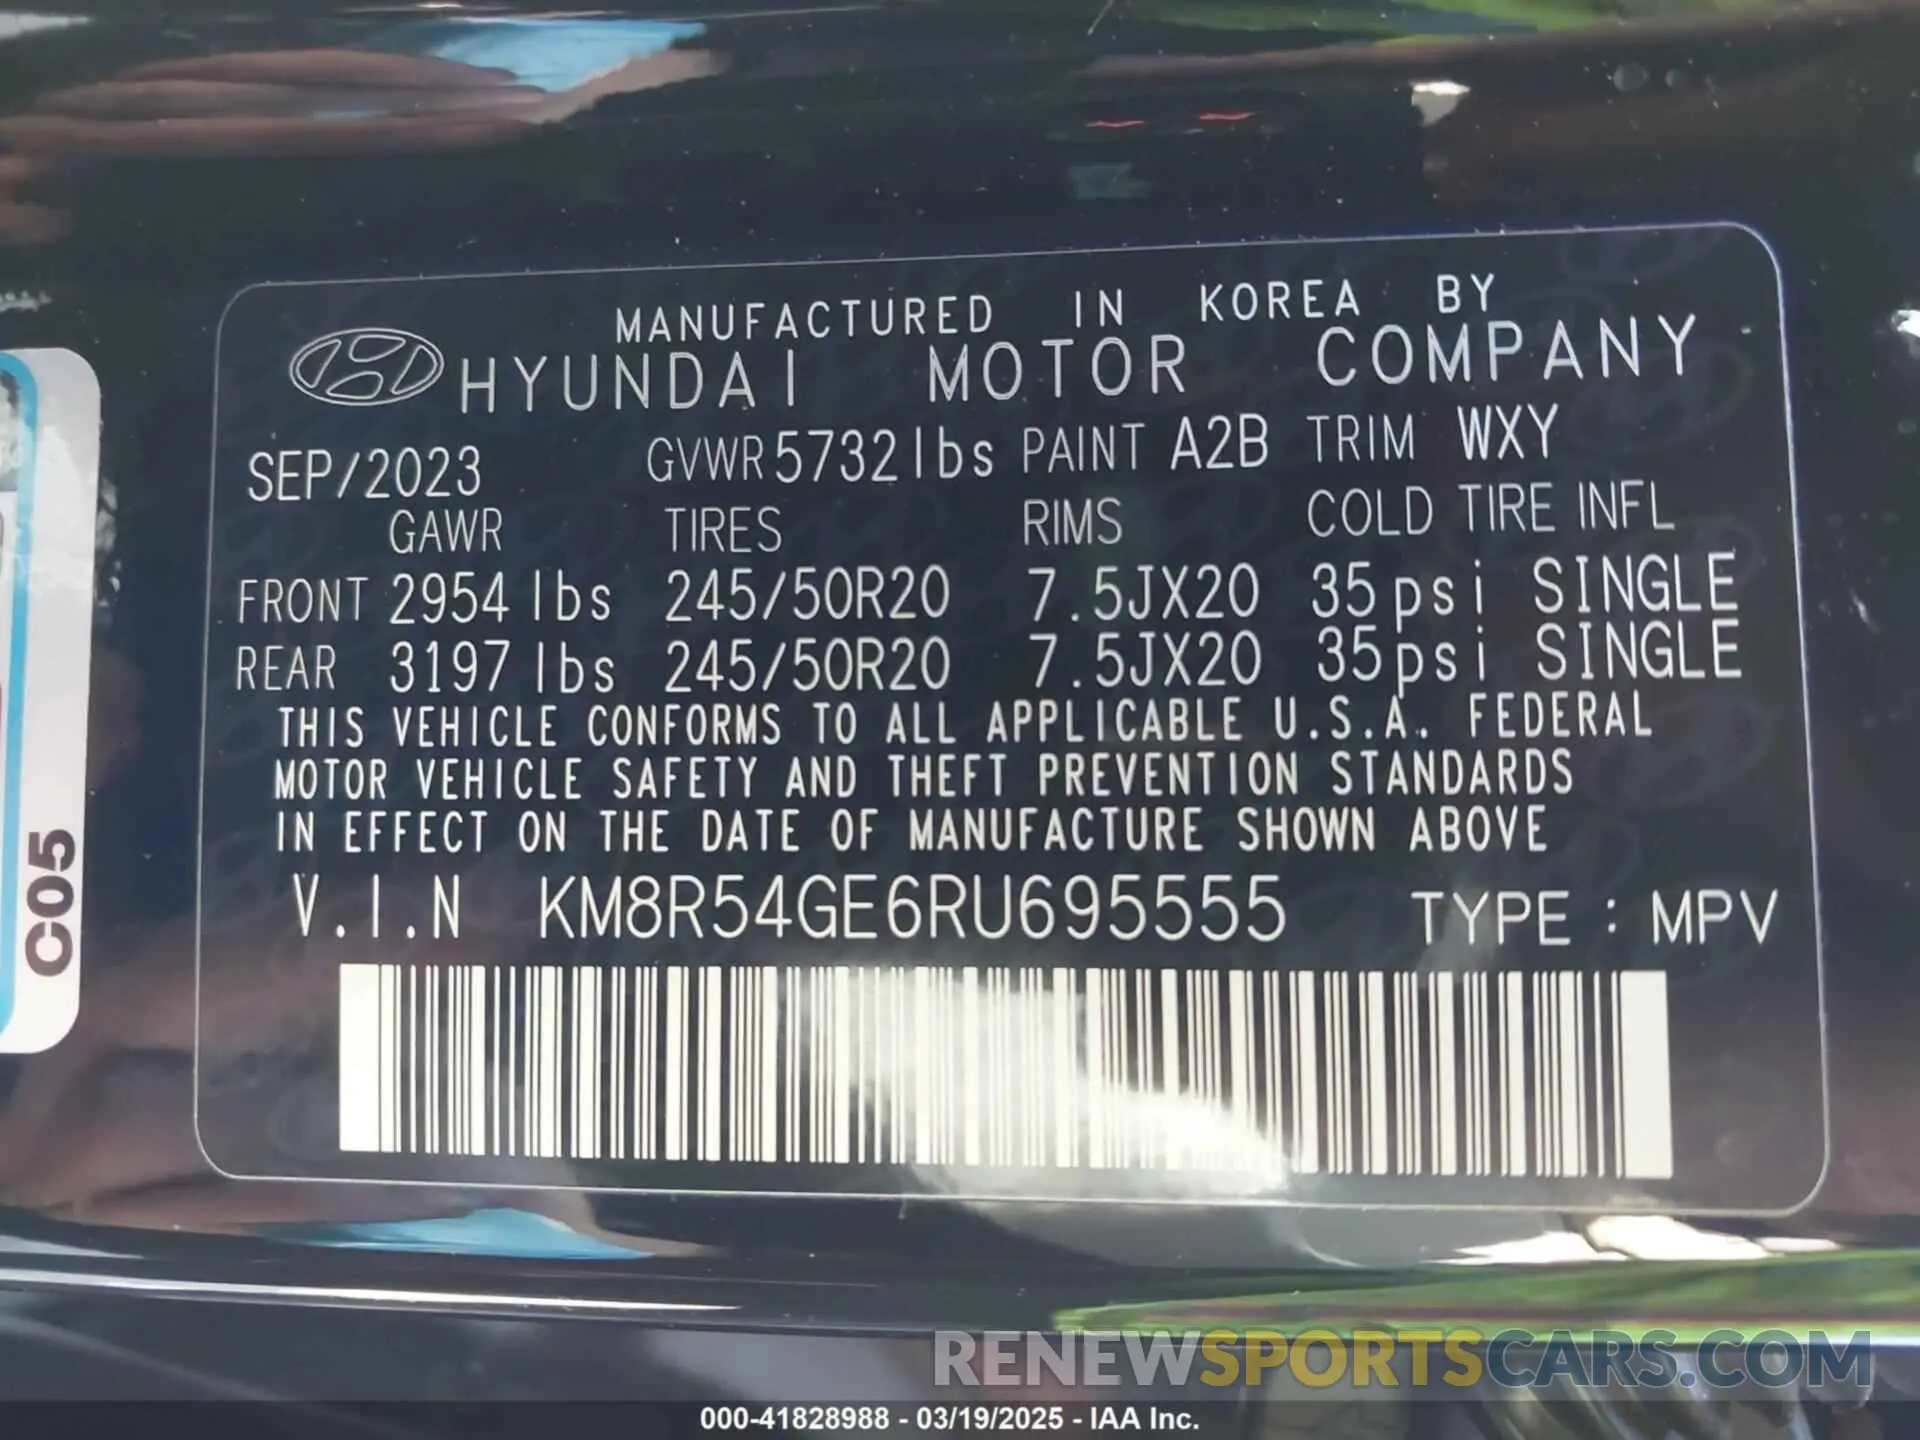 MANUFACTURED IN KOREA BY
HYUNDAI MOTOR COMPANY
SEP/2023 GVWR 5732 lbs PAINT A2B TRIM WXY
GAWR TIRES RIMS COLD TIRE INFL
FRONT 2954 lbs 245/50R20 7.5JX20 35psi SINGLE
REAR 3197 lbs 245/50R20 7.5JX20 35psi SINGLE
THIS VEHICLE CONFORMS TO ALL APPLICABLE U.S.A. FEDERAL
MOTOR VEHICLE SAFETY AND THEFT PREVENTION STANDARDS
IN EFFECT ON THE DATE OF MANUFACTURE SHOWN ABOVE
V.I.N KM8R54GE6RU695555 TYPE : MPV
C05
RENEWSPORTSCARS.COM
000-41828988 - 03/19/2025 - IAA Inc.